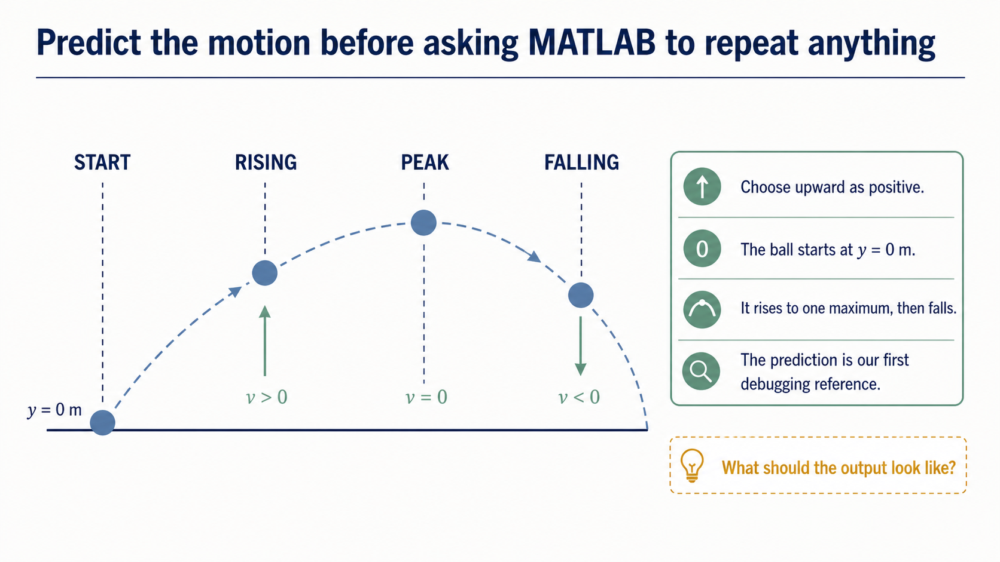 Predict the motion before asking MATLAB to repeat anything
START
RISING
PEAK
FALLING
y = 0 m
v > 0
v = 0
v < 0
Choose upward as positive.
0
The ball starts at y = 0 m.
It rises to one maximum, then falls.
The prediction is our first
debugging reference.
What should the output look like?